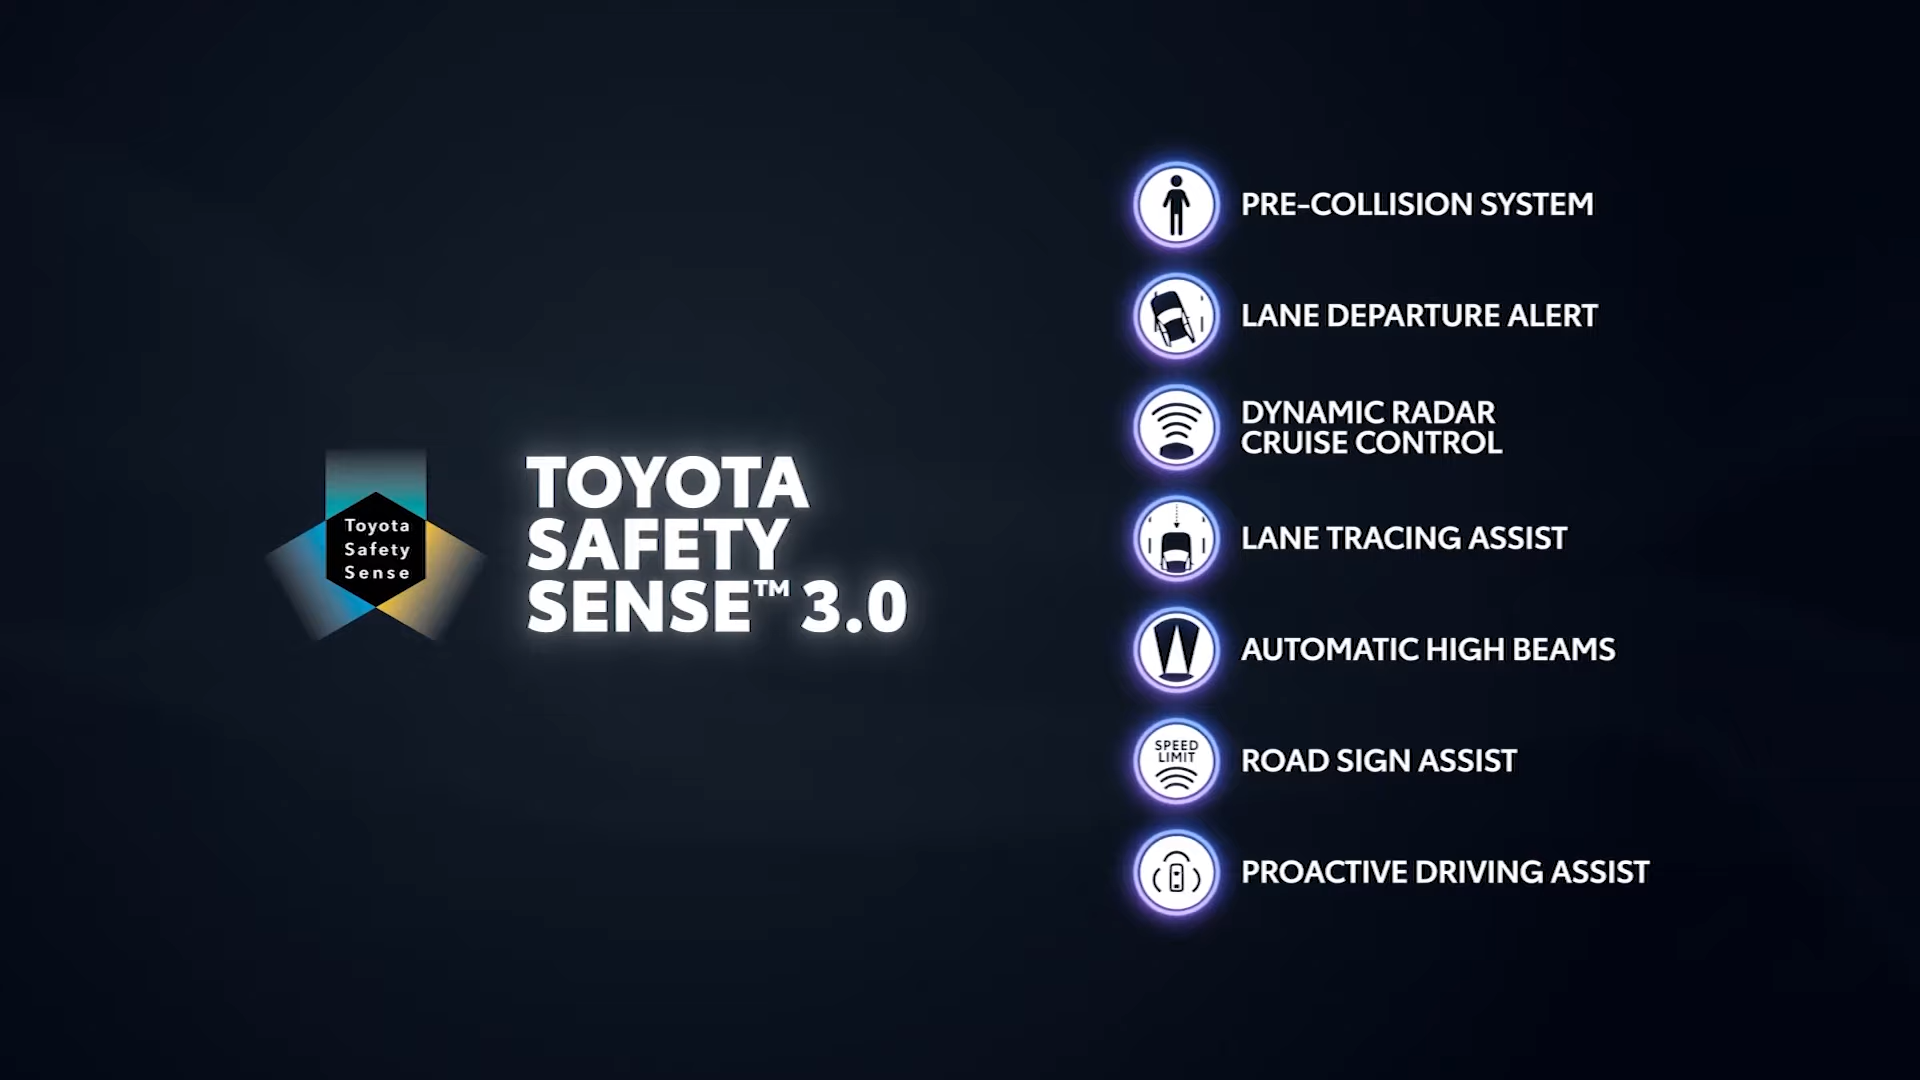 Toyota
Safety
Sense
TOYOTA
SAFETY
SENSE™ 3.0
PRE-COLLISION SYSTEM
LANE DEPARTURE ALERT
DYNAMIC RADAR
CRUISE CONTROL
LANE TRACING ASSIST
AUTOMATIC HIGH BEAMS
SPEED
LIMIT
ROAD SIGN ASSIST
PROACTIVE DRIVING ASSIST